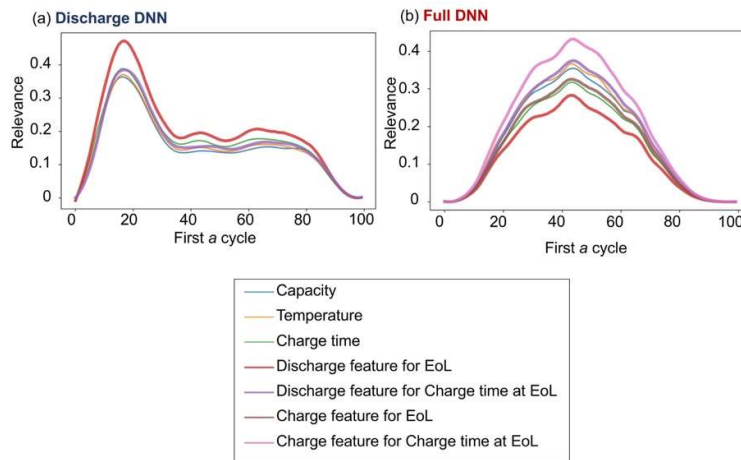 (a) Discharge DNN
0.4
0.3
0.2
0.1
0
Relevance
0 20 40 60 80 100
First a cycle
(b) Full DNN
0.4
0.3
0.2
0.1
0
Relevance
0 20 40 60 80 100
First a cycle
Capacity
Temperature
Charge time
Discharge feature for EoL
Discharge feature for Charge time at EoL
Charge feature for EoL
Charge feature for Charge time at EoL